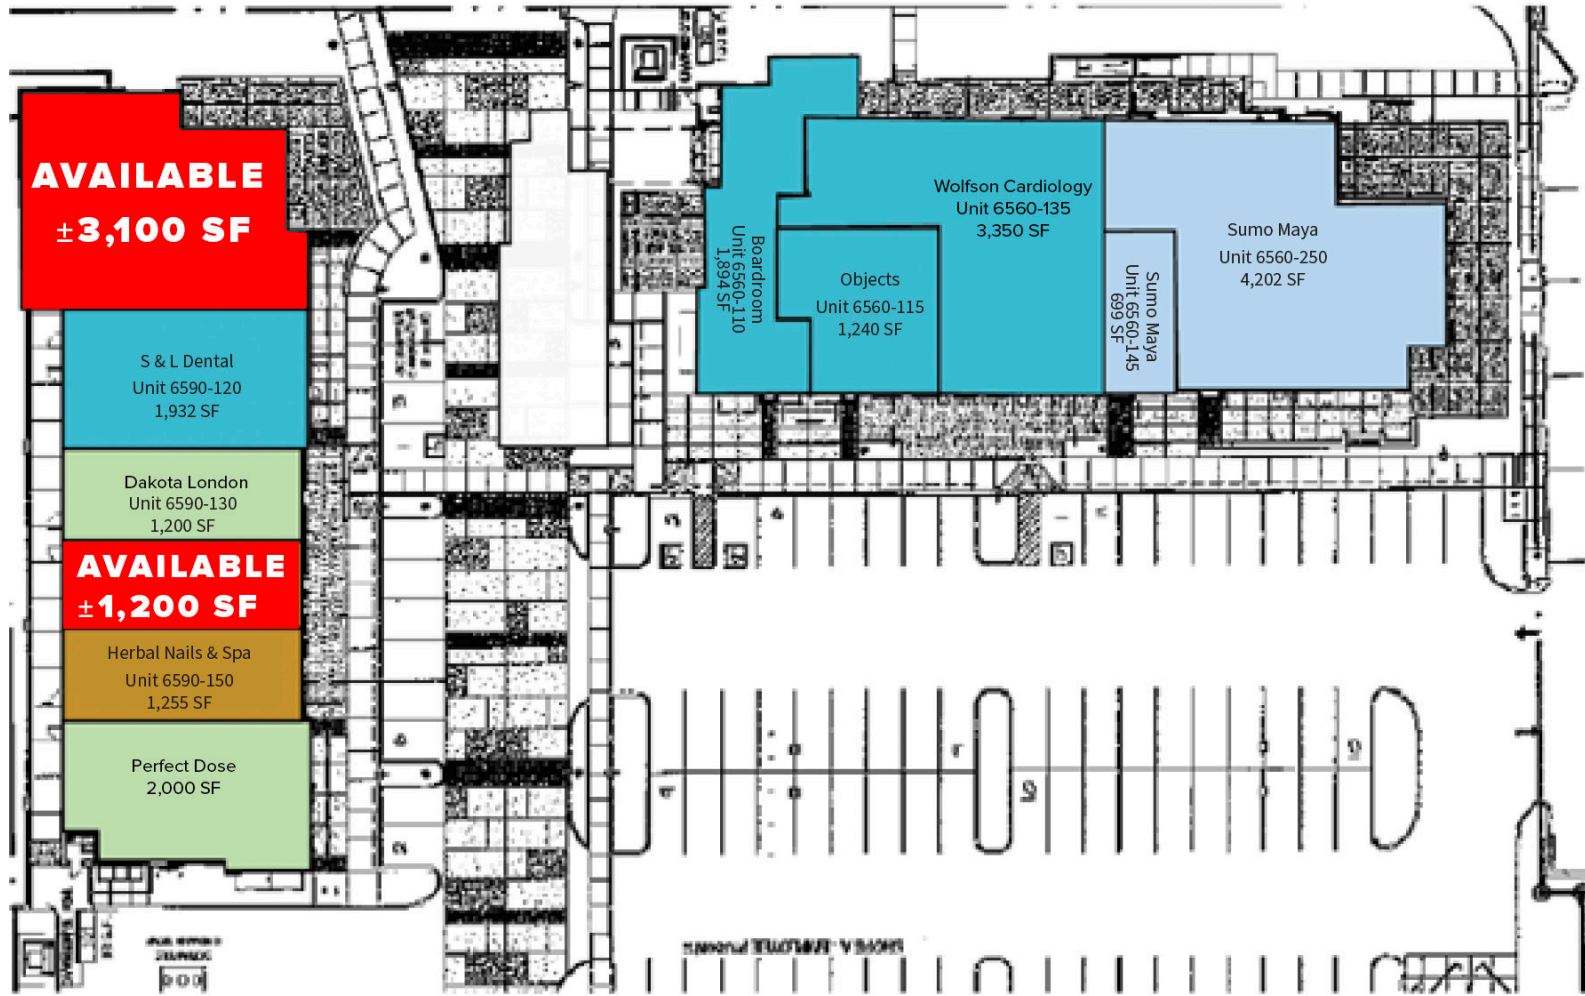 AVAILABLE
±3,100 SF
S & L Dental
Unit 6590-120
1,932 SF
Dakota London
Unit 6590-130
1,200 SF
AVAILABLE
±1,200 SF
Herbal Nails & Spa
Unit 6590-150
1,255 SF
Perfect Dose
2,000 SF
Boardroom
Unit 6560-110
1,894 SF
Objects
Unit 6560-115
1,240 SF
Wolfson Cardiology
Unit 6560-135
3,350 SF
Sumo Maya
Unit 6560-145
699 SF
Sumo Maya
Unit 6560-250
4,202 SF